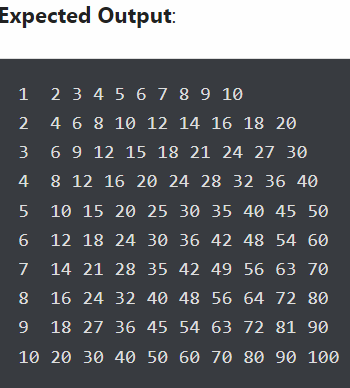 Expected Output:
1  2 3 4 5 6 7 8 9 10
2  4 6 8 10 12 14 16 18 20
3  6 9 12 15 18 21 24 27 30
4  8 12 16 20 24 28 32 36 40
5  10 15 20 25 30 35 40 45 50
6  12 18 24 30 36 42 48 54 60
7  14 21 28 35 42 49 56 63 70
8  16 24 32 40 48 56 64 72 80
9  18 27 36 45 54 63 72 81 90
10 20 30 40 50 60 70 80 90 100